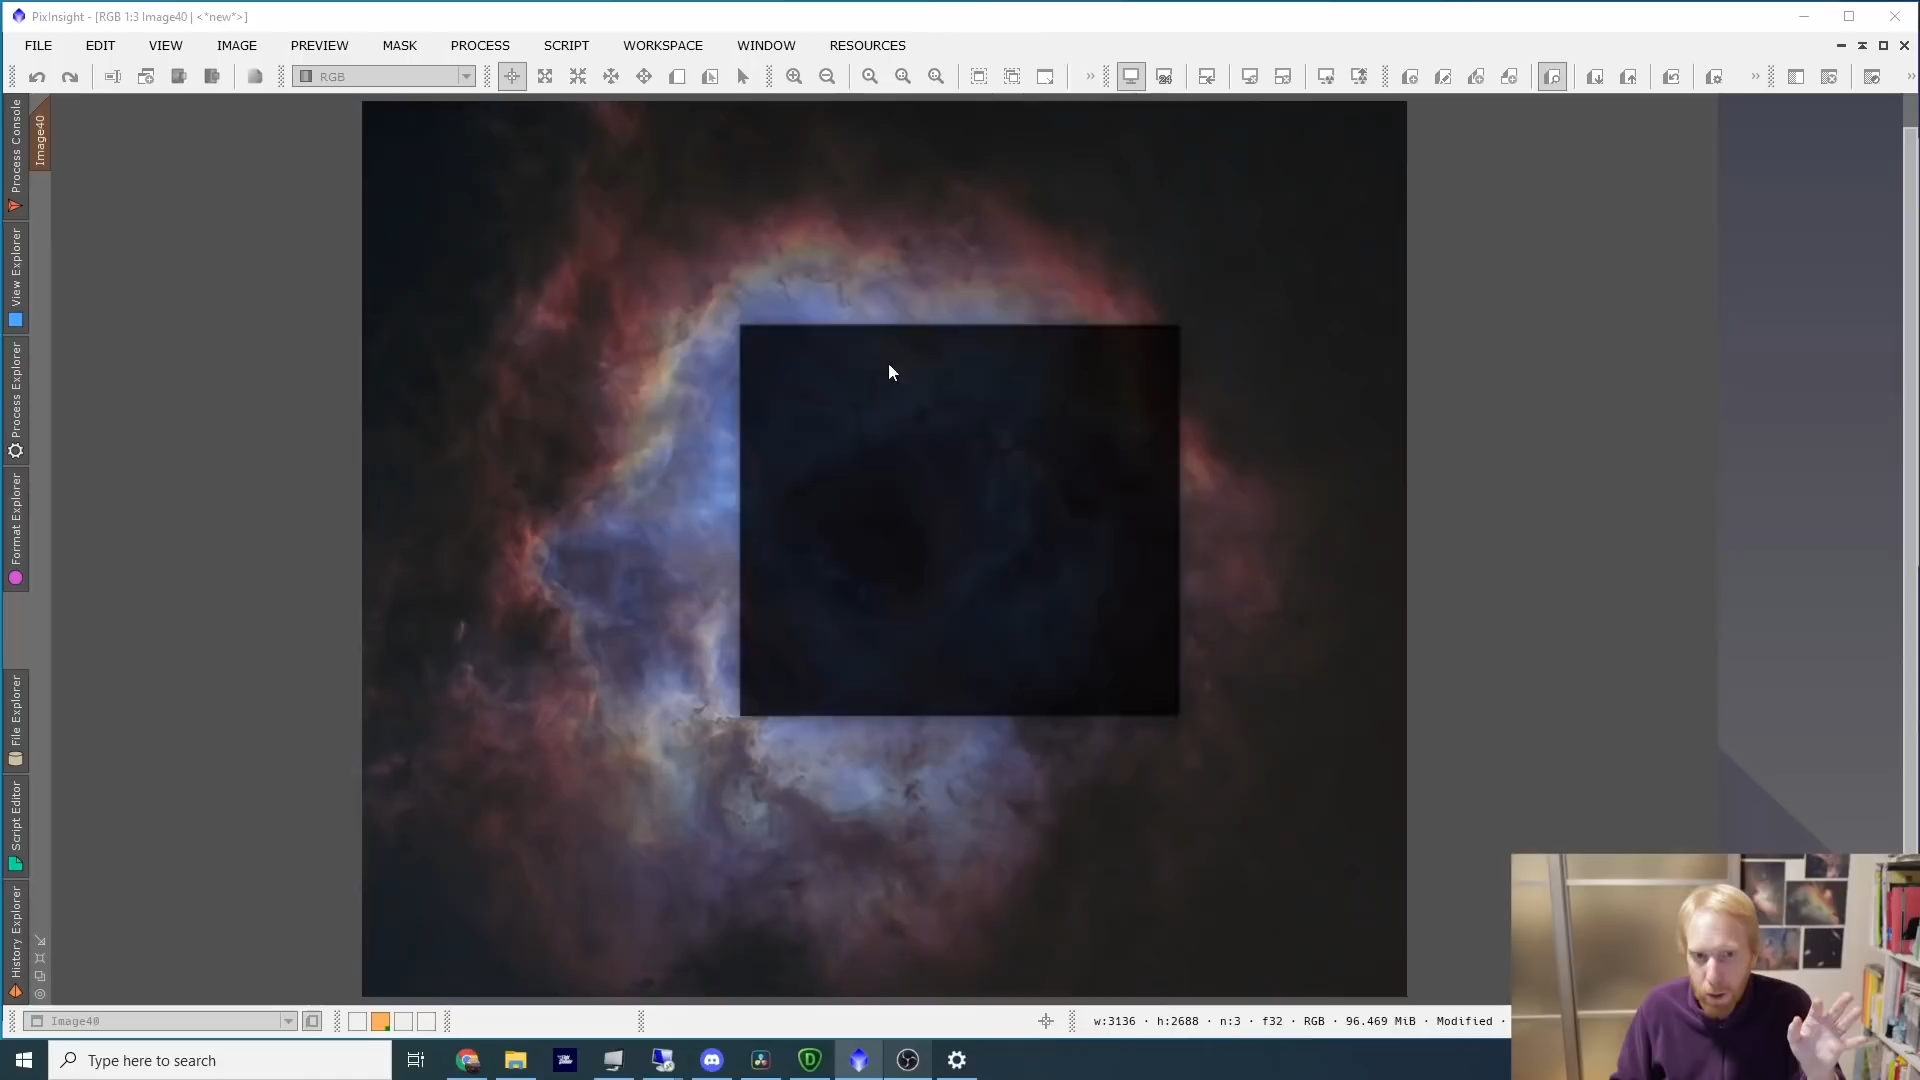 PixInsight - [RGB 1:3 Image40 | <*new*>]
FILE EDIT VIEW IMAGE PREVIEW MASK PROCESS SCRIPT WORKSPACE WINDOW RESOURCES
RGB
Process Console
Image40
View Explorer
Process Explorer
Format Explorer
File Explorer
Script Editor
History Explorer
Image40
w:3136 · h:2688 · n:3 · f32 · RGB · 96.469 MiB · Modified ·
Type here to search